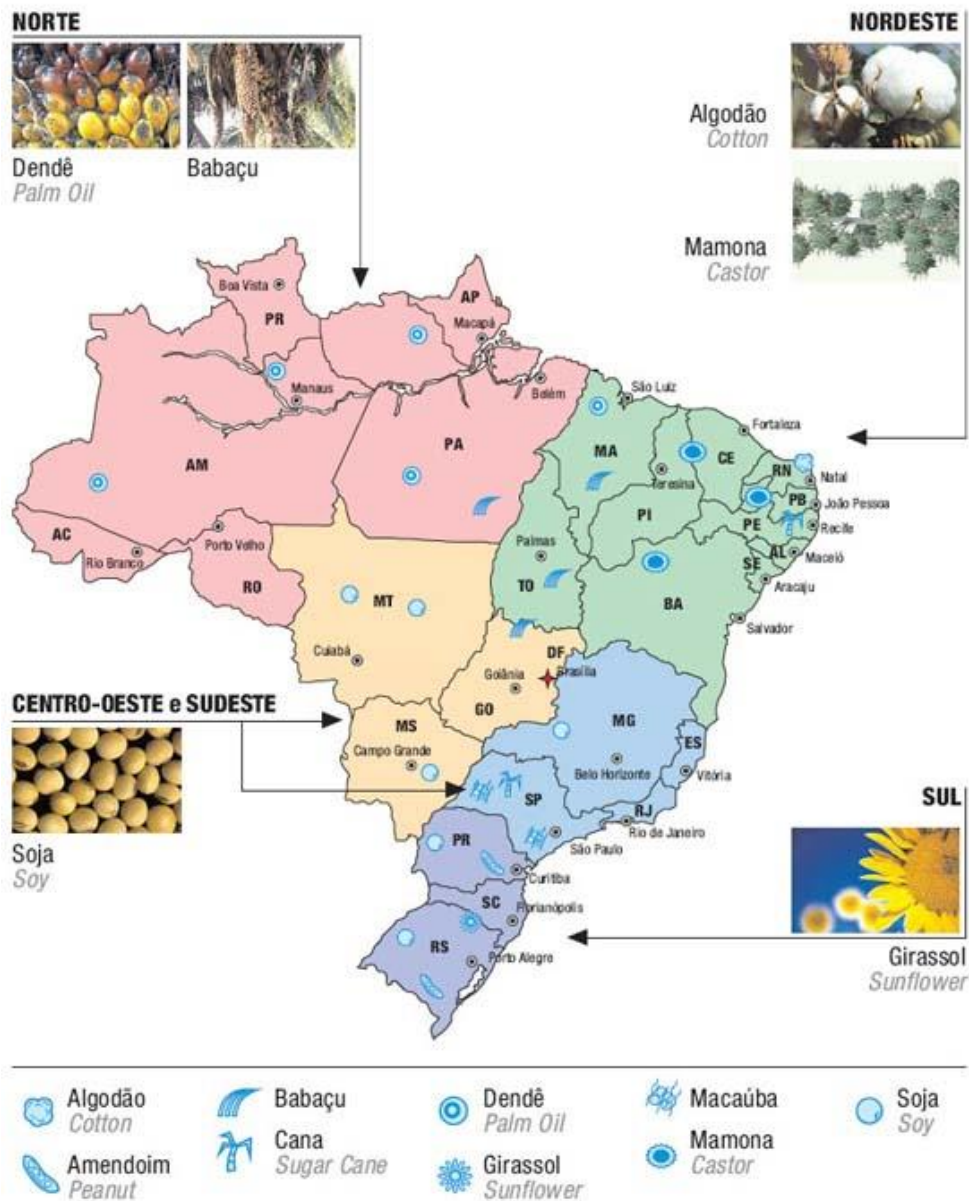 NORTE
Dendê
Palm Oil
Babaçu
NORDESTE
Algodão
Cotton
Mamona
Castor
Boa Vista
PR
AP
Macapá
Manaus
Belém
São Luiz
Fortaleza
AM
PA
MA
Teresina
CE
RN
Natal
PB
João Pessoa
PI
PE
Recife
AC
Rio Branco
Porto Velho
RO
Palmas
TO
AL
Maceió
SE
Aracaju
MT
BA
Salvador
Cuiabá
DF
Brasília
Goiânia
GO
CENTRO-OESTE e SUDESTE
Soja
Soy
MS
Campo Grande
MG
Belo Horizonte
ES
Vitória
SP
São Paulo
RJ
Rio de Janeiro
PR
Curitiba
SC
Florianópolis
RS
Porto Alegre
SUL
Girassol
Sunflower
Algodão
Cotton
Amendoim
Peanut
Babaçu
Cana
Sugar Cane
Dendê
Palm Oil
Girassol
Sunflower
Macaúba
Mamona
Castor
Soja
Soy